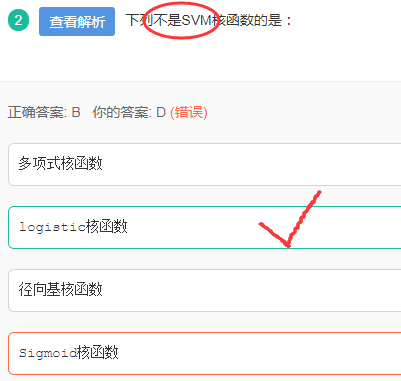 2 查看解析 下列不是SVM核函数的是：
正确答案: B 你的答案: D (错误)
多项式核函数
logistic核函数
径向基核函数
Sigmoid核函数